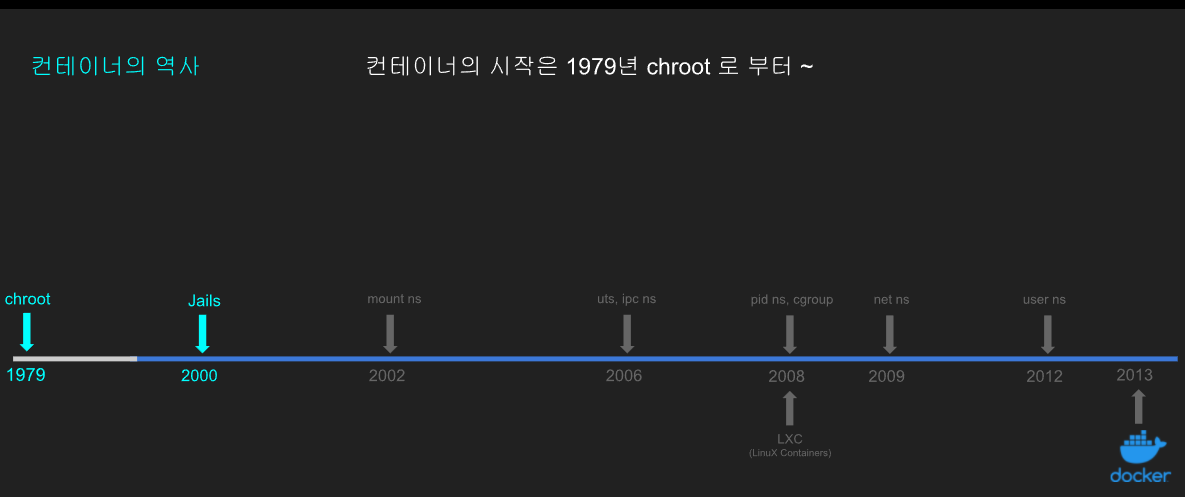 컨테이너의 역사
컨테이너의 시작은 1979년 chroot 로 부터 ~
chroot
Jails
mount ns
uts, ipc ns
pid ns, cgroup
net ns
user ns
1979
2000
2002
2006
2008
2009
2012
2013
LXC
(LinuX Containers)
docker